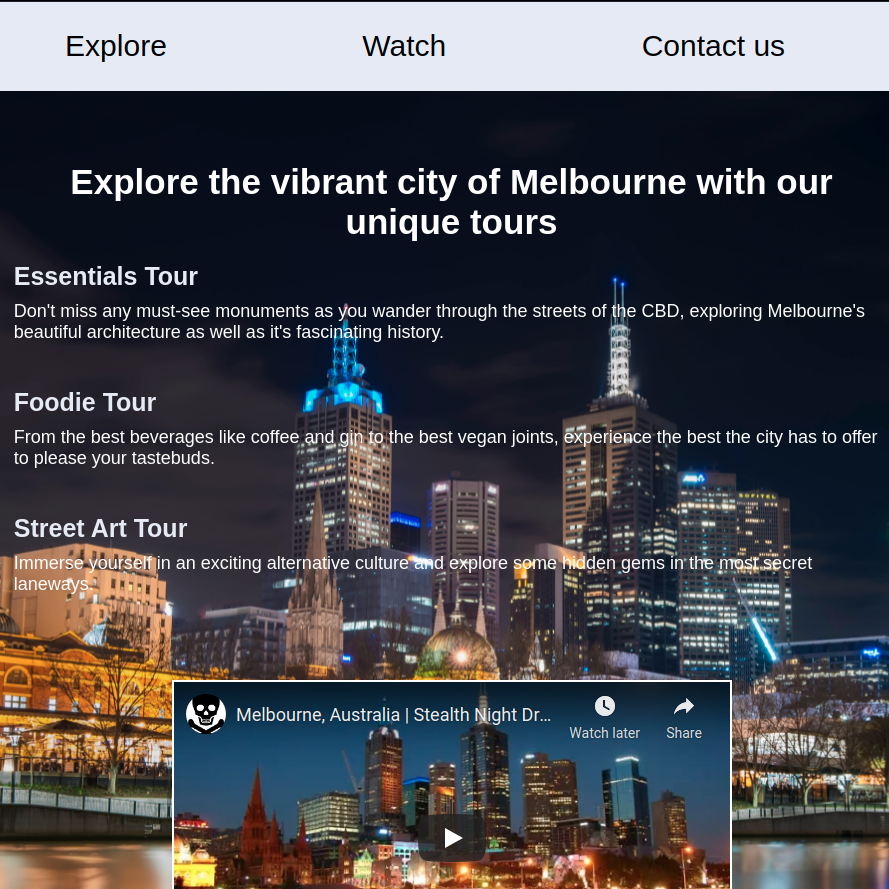 Explore Watch Contact us
Explore the vibrant city of Melbourne with our
unique tours
Essentials Tour
Don't miss any must-see monuments as you wander through the streets of the CBD, exploring Melbourne's
beautiful architecture as well as it's fascinating history.
Foodie Tour
From the best beverages like coffee and gin to the best vegan joints, experience the best the city has to offer
to please your tastebuds.
SOFITEL
Street Art Tour
Immerse yourself in an exciting alternative culture and explore some hidden gems in the most secret
laneways.
Melbourne, Australia | Stealth Night Dr...
Watch later Share